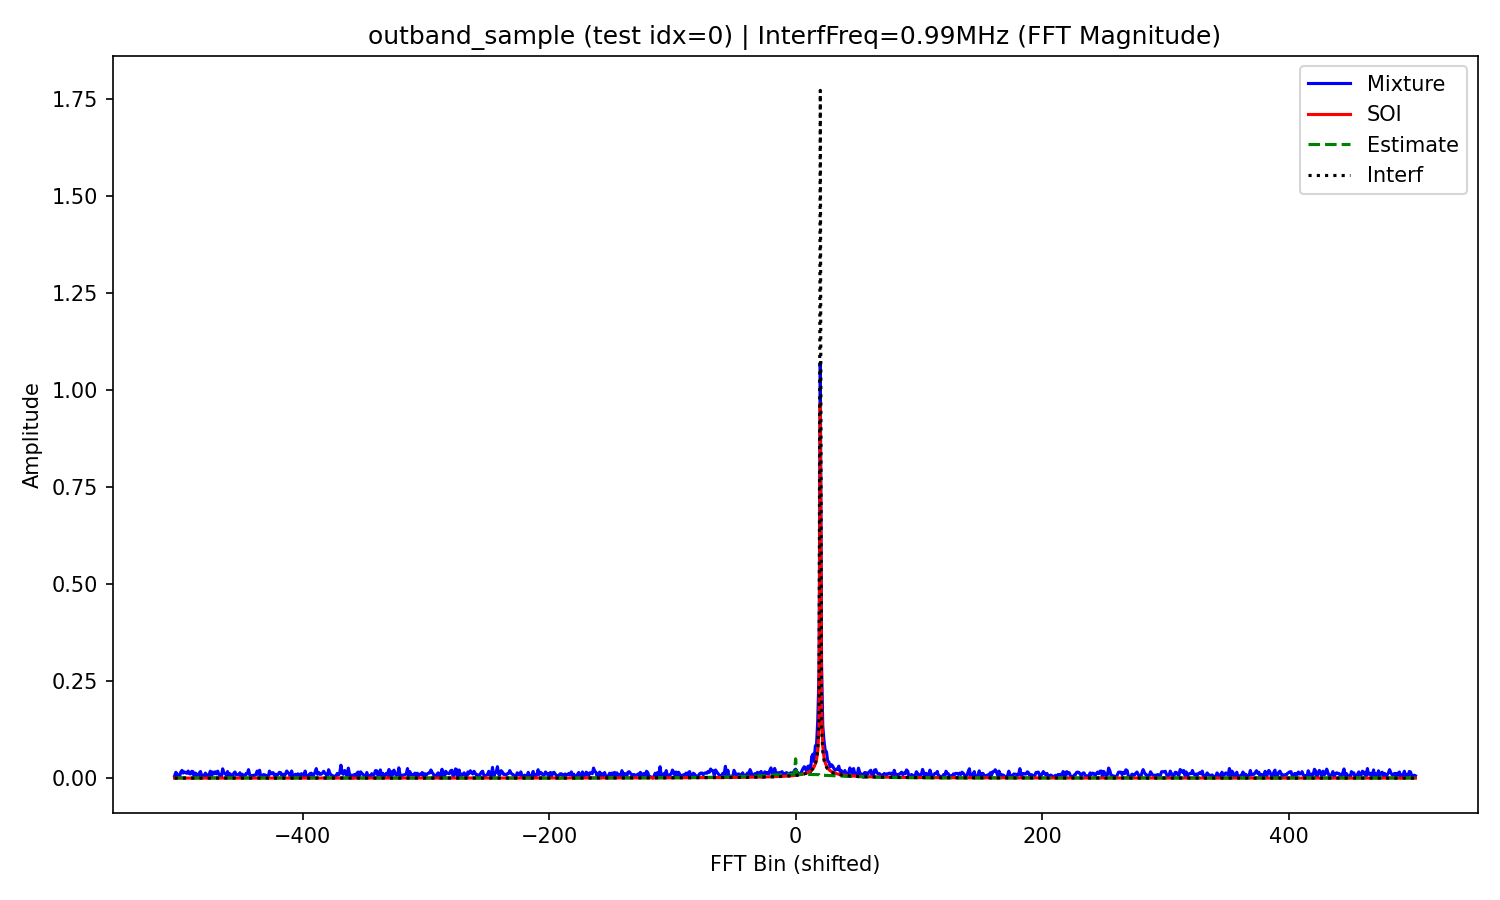 outband_sample (test idx=0) | InterfFreq=0.99MHz (FFT Magnitude)
Mixture
SOI
Estimate
Interf
1.75
1.50
1.25
1.00
0.75
0.50
0.25
0.00
Amplitude
−400
−200
0
200
400
FFT Bin (shifted)